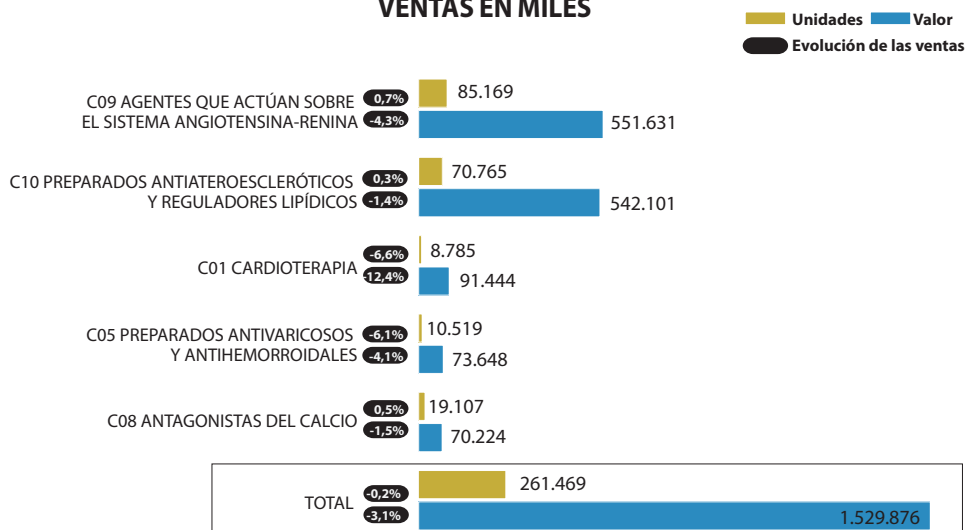 VENTAS EN MILES
Unidades Valor
Evolución de las ventas
C09 AGENTES QUE ACTÚAN SOBRE
EL SISTEMA ANGIOTENSINA-RENINA
0,7%
-4,3%
85.169
551.631
C10 PREPARADOS ANTIATEROESCLERÓTICOS
Y REGULADORES LIPÍDICOS
0,3%
-1,4%
70.765
542.101
C01 CARDIOTERAPIA
-6,6%
-12,4%
8.785
91.444
C05 PREPARADOS ANTIVARICOSOS
Y ANTIHEMORROIDALES
-6,1%
-4,1%
10.519
73.648
C08 ANTAGONISTAS DEL CALCIO
0,5%
-1,5%
19.107
70.224
TOTAL
-0,2%
-3,1%
261.469
1.529.876